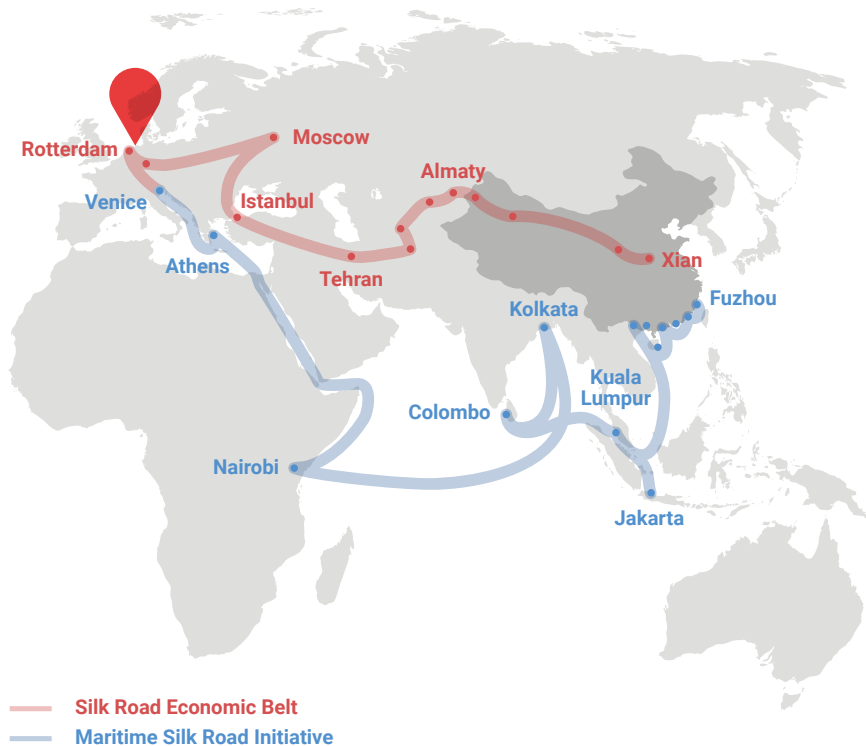 Moscow
Rotterdam
Almaty
Venice
Istanbul
Xian
Athens
Tehran
Fuzhou
Kolkata
Kuala
Lumpur
Colombo
Nairobi
Jakarta
Silk Road Economic Belt
Maritime Silk Road Initiative